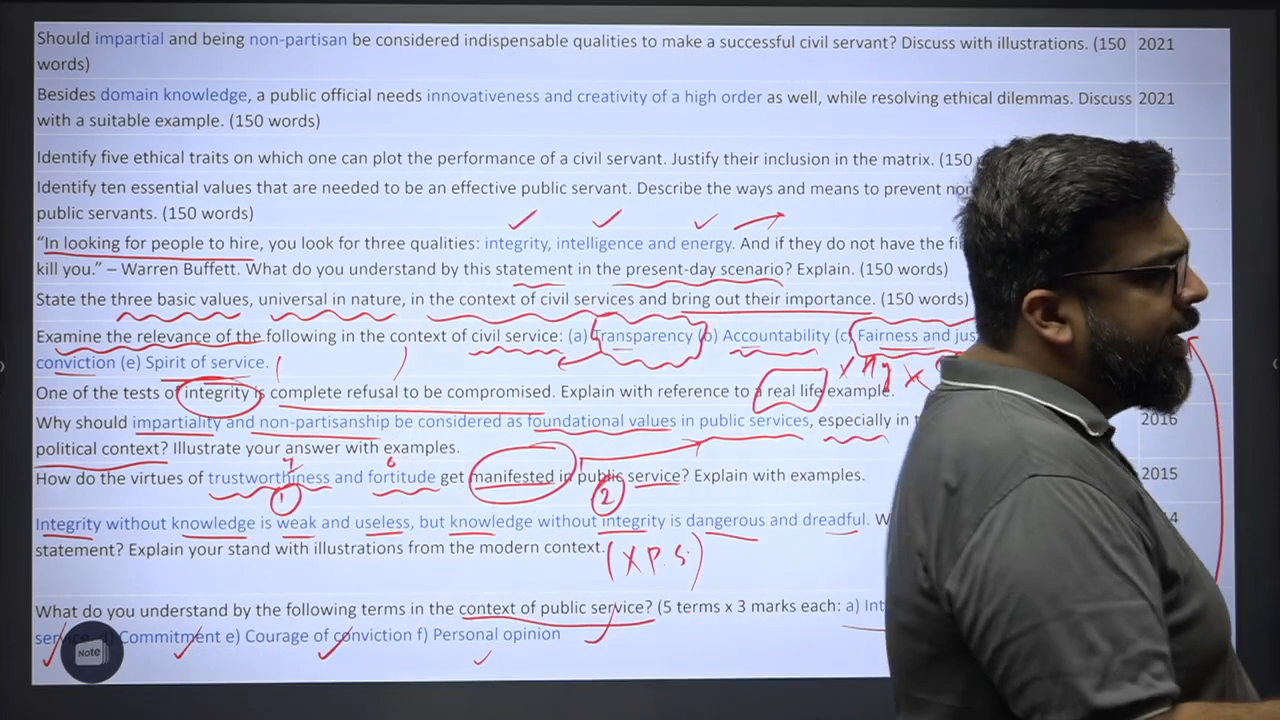 Should impartial and being non-partisan be considered indispensable qualities to make a successful civil servant? Discuss with illustrations. (150 2021
words)
Besides domain knowledge, a public official needs innovativeness and creativity of a high order as well, while resolving ethical dilemmas. Discuss 2021
with a suitable example. (150 words)
Identify five ethical traits on which one can plot the performance of a civil servant. Justify their inclusion in the matrix. (150
Identify ten essential values that are needed to be an effective public servant. Describe the ways and means to prevent
public servants. (150 words)
“In looking for people to hire, you look for three qualities: integrity, intelligence and energy. And if they do not have the
kill you.” – Warren Buffett. What do you understand by this statement in the present-day scenario? Explain. (150 words)
State the three basic values, universal in nature, in the context of civil services and bring out their importance. (150 words)
Examine the relevance of the following in the context of civil service: (a) Transparency (b) Accountability (c) Fairness and
conviction (e) Spirit of service.
One of the tests of integrity is complete refusal to be compromised. Explain with reference to a real life example.
Why should impartiality and non-partisanship be considered as foundational values in public services, especially in 2016
political context? Illustrate your answer with examples.
How do the virtues of trustworthiness and fortitude get manifested in public service? Explain with examples. 2015
1 2
Integrity without knowledge is weak and useless, but knowledge without integrity is dangerous and dreadful.
statement? Explain your stand with illustrations from the modern context.
(X P.S.)
What do you understand by the following terms in the context of public service? (5 terms x 3 marks each: a)
d) Commitment e) Courage of conviction f) Personal opinion
Note